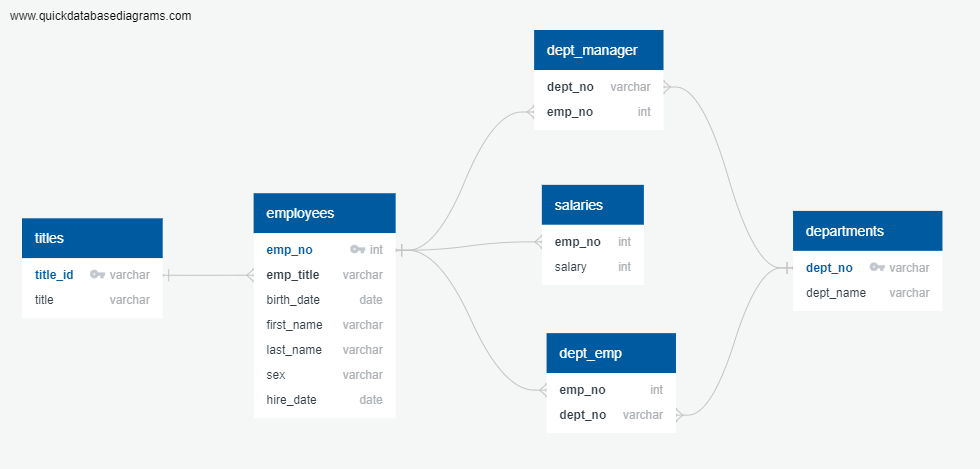 www.quickdatabasediagrams.com
titles
title_id varchar
title varchar
employees
emp_no int
emp_title varchar
birth_date date
first_name varchar
last_name varchar
sex varchar
hire_date date
dept_manager
dept_no varchar
emp_no int
salaries
emp_no int
salary int
dept_emp
emp_no int
dept_no varchar
departments
dept_no varchar
dept_name varchar